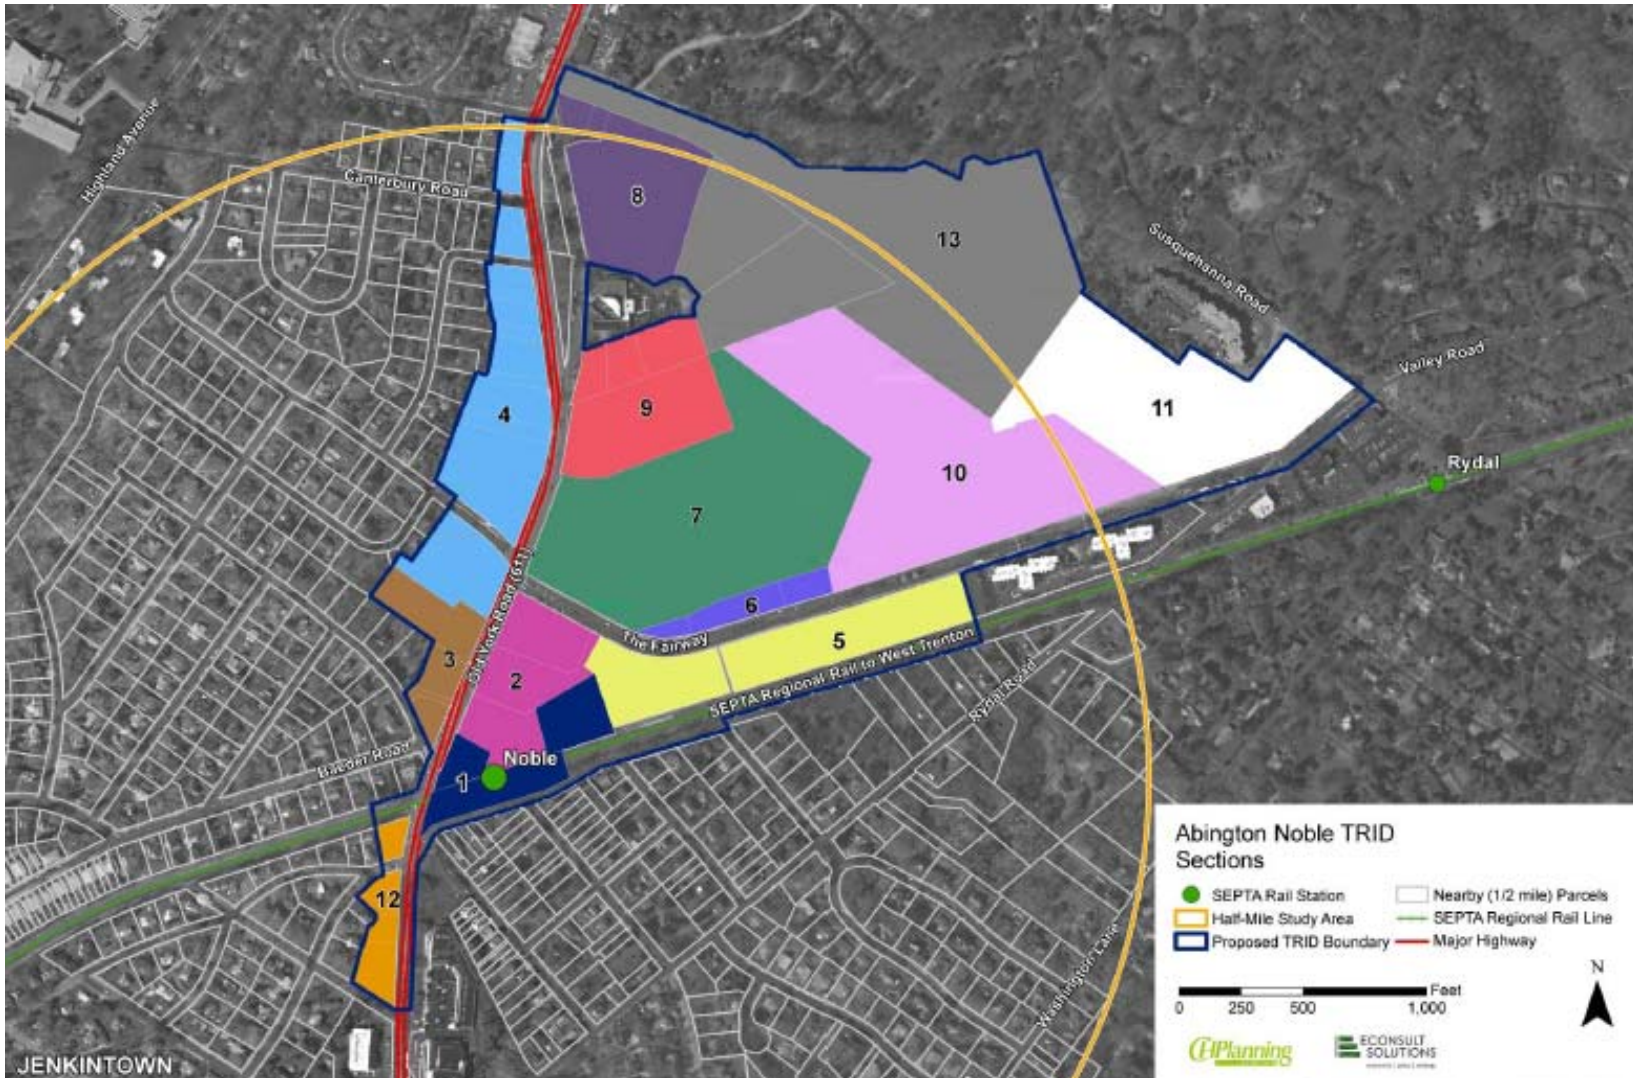 Highland Avenue
Canterbury Road
8
13
Susquehanna Road
Valley Road
4
9
11
Rydal
10
7
Old York Road (611)
6
The Fairway
5
3
2
SEPTA Regional Rail to West Trenton
Rydal Road
Baeder Road
Noble
1
12
Washington Lane
JENKINTOWN
Abington Noble TRID
Sections
SEPTA Rail Station
Half-Mile Study Area
Proposed TRID Boundary
Nearby (1/2 mile) Parcels
SEPTA Regional Rail Line
Major Highway
N
Feet
0 250 500 1,000
CHPlanning
ECONSULT
SOLUTIONS